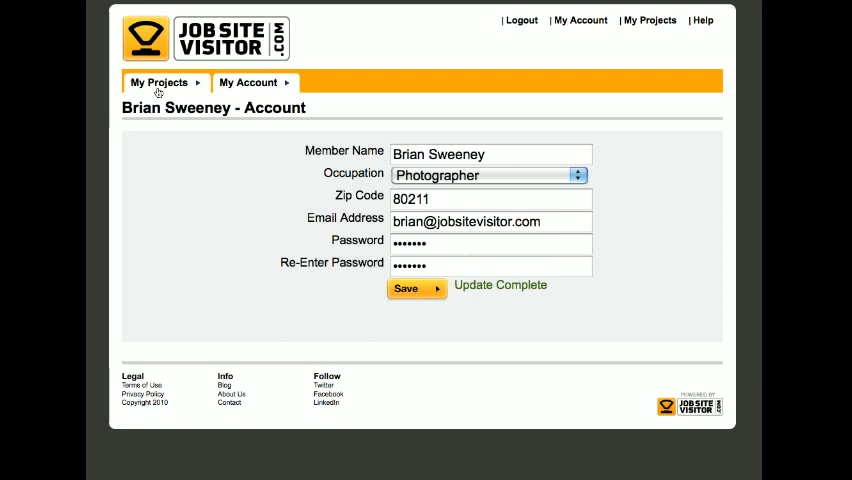 JOB SITE
VISITOR
.COM
| Logout | My Account | My Projects | Help
My Projects My Account
Brian Sweeney - Account
Member Name Brian Sweeney
Occupation Photographer
Zip Code 80211
Email Address brian@jobsitevisitor.com
Password •••••••
Re-Enter Password •••••••
Save Update Complete
Legal Info Follow
Terms of Use Blog Twitter
Privacy Policy About Us Facebook
Copyright 2010 Contact LinkedIn
POWERED BY
JOB SITE
VISITOR
.COM